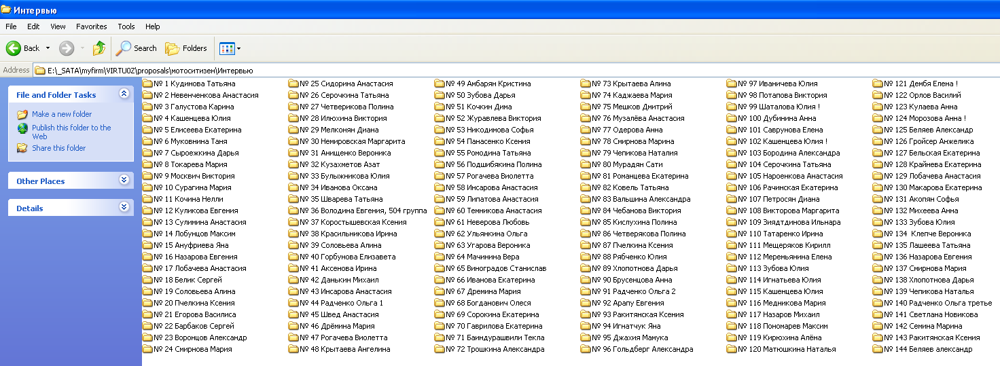 Интервью
File Edit View Favorites Tools Help
Back Search Folders
Address E:\_SATA\myfirm\VIRTU0Z\proposals\мотоситизен\Интервью
File and Folder Tasks
Make a new folder
Publish this folder to the
Web
Share this folder
Other Places
Details
№ 1 Кудинова Татьяна
№ 2 Невенченкова Анастасия
№ 3 Галустова Карина
№ 4 Кашенцева Юлия
№ 5 Елисеева Екатерина
№ 6 Муковнина Таня
№ 7 Сыроежкина Дарья
№ 8 Токарева Мария
№ 9 Москвич Виктория
№ 10 Сурагина Мария
№ 11 Кочина Нелли
№ 12 Куликова Евгения
№ 13 Сулимина Анастасия
№ 14 Лобунцов Максим
№ 15 Ануфриева Яна
№ 16 Назарова Евгения
№ 17 Лобачева Анастасия
№ 18 Белик Сергей
№ 19 Соловьева Алина
№ 20 Пчелкина Ксения
№ 21 Егорова Василиса
№ 22 Барбаков Сергей
№ 23 Воронцов Александр
№ 24 Смирнова Мария
№ 25 Сидорина Анастасия
№ 26 Серочкина Татьяна
№ 27 Четверикова Полина
№ 28 Илюхина Виктория
№ 29 Мелконян Диана
№ 30 Немировская Маргарита
№ 31 Анищенко Вероника
№ 32 Кузахметов Азат
№ 33 Булыжникова Юлия
№ 34 Иванова Оксана
№ 35 Шварева Татьяна
№ 36 Володина Евгения, 504 группа
№ 37 Коростышевская Ксения
№ 38 Красильникова Ирина
№ 39 Соловьева Алина
№ 40 Горбунова Елизавета
№ 41 Аксенова Ирина
№ 42 Данькин Михаил
№ 43 Инсарова Анастасия
№ 44 Радченко Ольга 1
№ 45 Швед Анастасия
№ 46 Дрёмина Мария
№ 47 Рогачева Виолетта
№ 48 Крытаева Ангелина
№ 49 Амбарян Кристина
№ 50 Зубова Дарья
№ 51 Кочкин Дима
№ 52 Журавлева Виктория
№ 53 Никодимова Софья
№ 54 Панасенко Ксения
№ 55 Ромодина Татьяна
№ 56 Подшибякина Полина
№ 57 Рогачева Виолетта
№ 58 Инсарова Анастасия
№ 59 Липатова Анастасия
№ 60 Темникова Анастасия
№ 61 Неверова Любовь
№ 62 Ульянкина Ольга
№ 63 Угарова Вероника
№ 64 Мачинина Вера
№ 65 Виноградов Станислав
№ 66 Иванова Екатерина
№ 67 Дремина Мария
№ 68 Богданович Олеся
№ 69 Сорокина Екатерина
№ 70 Гаврилова Екатерина
№ 71 Баиндурашвили Текла
№ 72 Трошкина Александра
№ 73 Крытаева Алина
№ 74 Каджаева Мария
№ 75 Мешков Дмитрий
№ 76 Музалёва Анастасия
№ 77 Одерова Анна
№ 78 Смирнова Марина
№ 79 Чепикова Наталия
№ 80 Мурадян Сати
№ 81 Романцева Екатерина
№ 82 Ковель Татьяна
№ 83 Вальшина Александра
№ 84 Чебанова Виктория
№ 85 Кислухина Полина
№ 86 Четверякова Полина
№ 87 Пчелкина Ксения
№ 88 Рябченко Юлия
№ 89 Хлопотнова Дарья
№ 90 Брусенцова Анна
№ 91 Радченко Ольга 2
№ 92 Арапу Евгения
№ 93 Ракитянская Ксения
№ 94 Игнатчук Яна
№ 95 Джахия Мамука
№ 96 Гольдберг Александра
№ 97 Иваничева Юлия
№ 98 Потапова Виктория
№ 99 Шаталова Юлия !
№ 100 Дубинина Анна
№ 101 Саврунова Елена
№ 102 Кашенцева Юлия !
№ 103 Бородина Александра
№ 104 Серочкина Татьяна
№ 105 Нароенкова Анастасия
№ 106 Рачинская Екатерина
№ 107 Петросян Диана
№ 108 Викторова Маргарита
№ 109 Зиядтдинова Ильнара
№ 110 Татаренко Ирина
№ 111 Мещеряков Кирилл
№ 112 Меремьянина Елена
№ 113 Зубова Юлия
№ 114 Игнатьева Юлия
№ 115 Кашенцева Юлия
№ 116 Медникова Мария
№ 117 Назаров Михаил
№ 118 Пономарев Максим
№ 119 Кирюхина Алёна
№ 120 Матюшкина Наталья
№ 121 Дембя Елена !
№ 122 Орлов Василий
№ 123 Кулаева Анна
№ 124 Морозова Анна !
№ 125 Беляев Александр
№ 126 Гройсер Анжелика
№ 127 Бельская Екатерина
№ 128 Крайнева Екатерина
№ 129 Лобачева Анастасия
№ 130 Макарова Екатерина
№ 131 Акопян Софья
№ 132 Михеева Анна
№ 133 Зубова Юлия
№ 134 Клепче Вероника
№ 135 Лашеева Татьяна
№ 136 Назарова Евгения
№ 137 Смирнова Мария
№ 138 Хлопотнова Дарья
№ 139 Чепикова Наталья
№ 140 Радченко Ольга третье
№ 141 Светлана Новикова
№ 142 Семина Марина
№ 143 Ракитянская Ксения
№ 144 Беляев александр